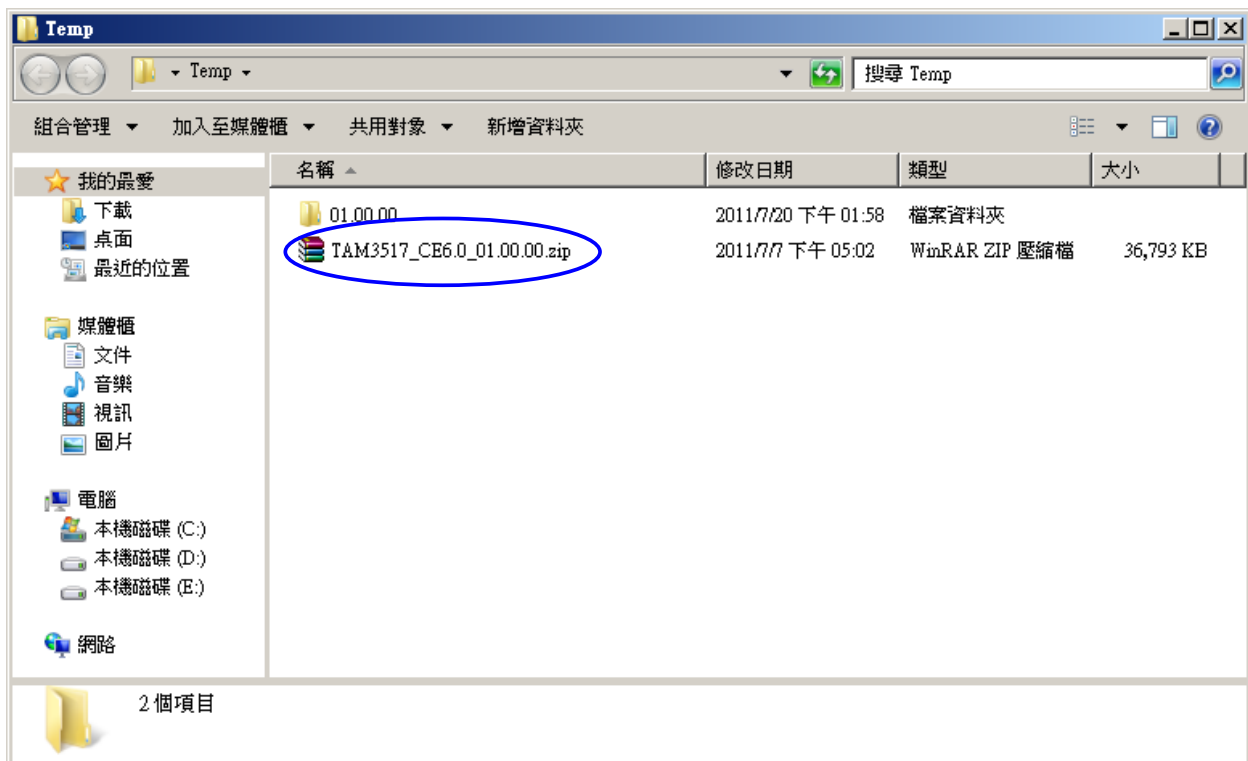 Temp
Temp
搜尋 Temp
組合管理 加入至媒體櫃 共用對象 新增資料夾
我的最愛
下載
桌面
最近的位置
媒體櫃
文件
音樂
視訊
圖片
電腦
本機磁碟 (C:)
本機磁碟 (D:)
本機磁碟 (E:)
網路
名稱 修改日期 類型 大小
01.00.00 2011/7/20 下午 01:58 檔案資料夾
TAM3517_CE6.0_01.00.00.zip 2011/7/7 下午 05:02 WinRAR ZIP 壓縮檔 36,793 KB
2 個項目